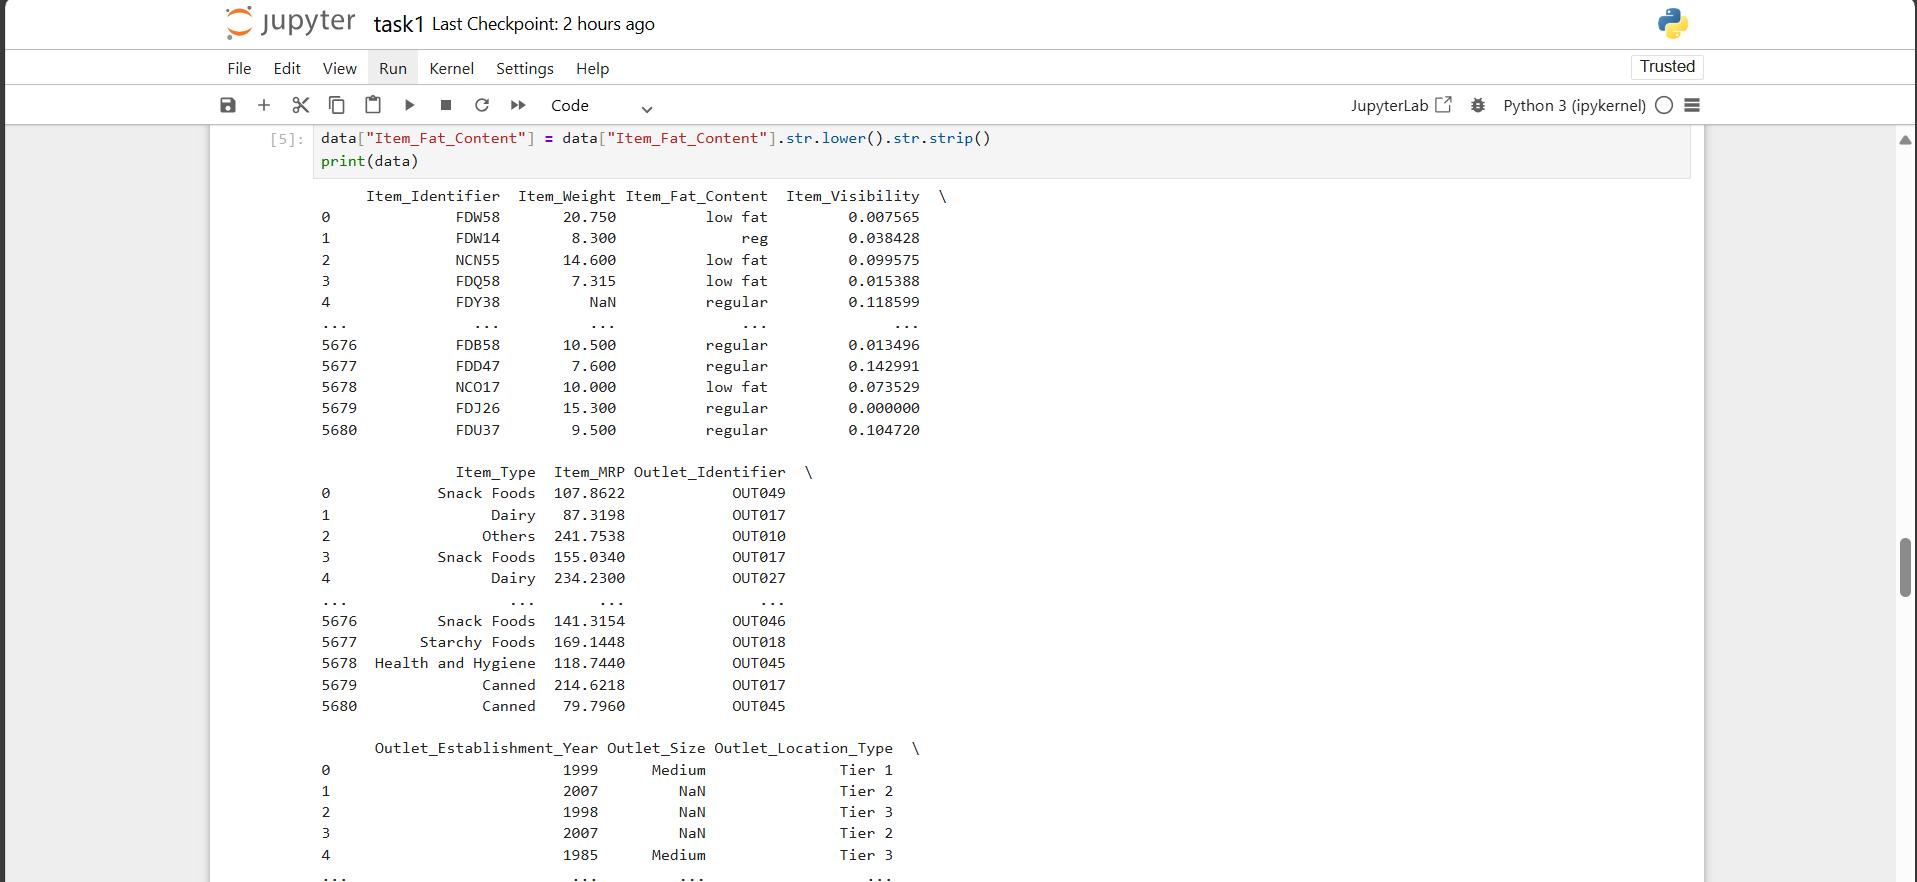 jupyter task1 Last Checkpoint: 2 hours ago
File Edit View Run Kernel Settings Help Trusted
Code JupyterLab Python 3 (ipykernel)
[5]: data["Item_Fat_Content"] = data["Item_Fat_Content"].str.lower().str.strip()
print(data)
Item_Identifier Item_Weight Item_Fat_Content Item_Visibility \
0 FDW58 20.750 low fat 0.007565
1 FDW14 8.300 reg 0.038428
2 NCN55 14.600 low fat 0.099575
3 FDQ58 7.315 low fat 0.015388
4 FDY38 NaN regular 0.118599
... ... ... ... ...
5676 FDB58 10.500 regular 0.013496
5677 FDD47 7.600 regular 0.142991
5678 NCO17 10.000 low fat 0.073529
5679 FDJ26 15.300 regular 0.000000
5680 FDU37 9.500 regular 0.104720
Item_Type Item_MRP Outlet_Identifier \
0 Snack Foods 107.8622 OUT049
1 Dairy 87.3198 OUT017
2 Others 241.7538 OUT010
3 Snack Foods 155.0340 OUT017
4 Dairy 234.2300 OUT027
... ... ... ...
5676 Snack Foods 141.3154 OUT046
5677 Starchy Foods 169.1448 OUT018
5678 Health and Hygiene 118.7440 OUT045
5679 Canned 214.6218 OUT017
5680 Canned 79.7960 OUT045
Outlet_Establishment_Year Outlet_Size Outlet_Location_Type \
0 1999 Medium Tier 1
1 2007 NaN Tier 2
2 1998 NaN Tier 3
3 2007 NaN Tier 2
4 1985 Medium Tier 3
... ... ... ...